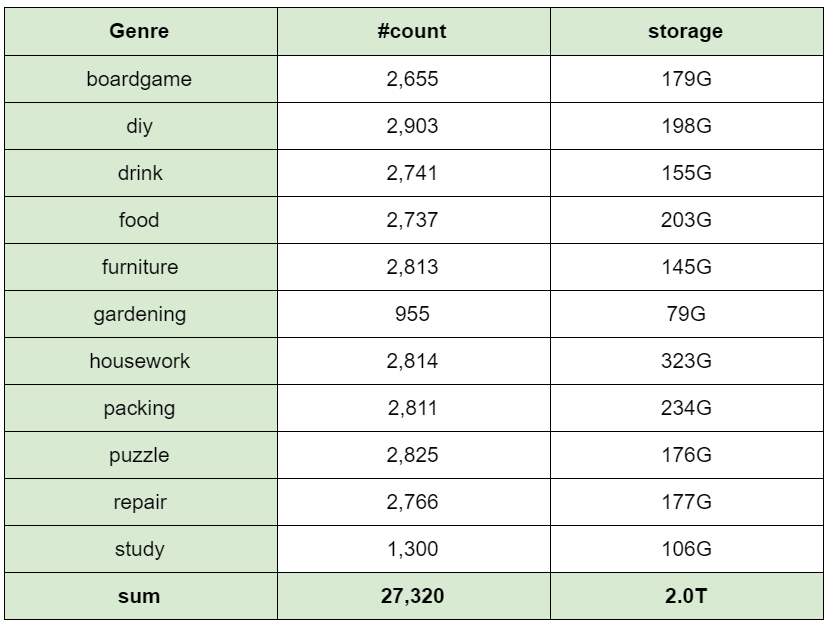 Genre #count storage
boardgame 2,655 179G
diy 2,903 198G
drink 2,741 155G
food 2,737 203G
furniture 2,813 145G
gardening 955 79G
housework 2,814 323G
packing 2,811 234G
puzzle 2,825 176G
repair 2,766 177G
study 1,300 106G
sum 27,320 2.0T